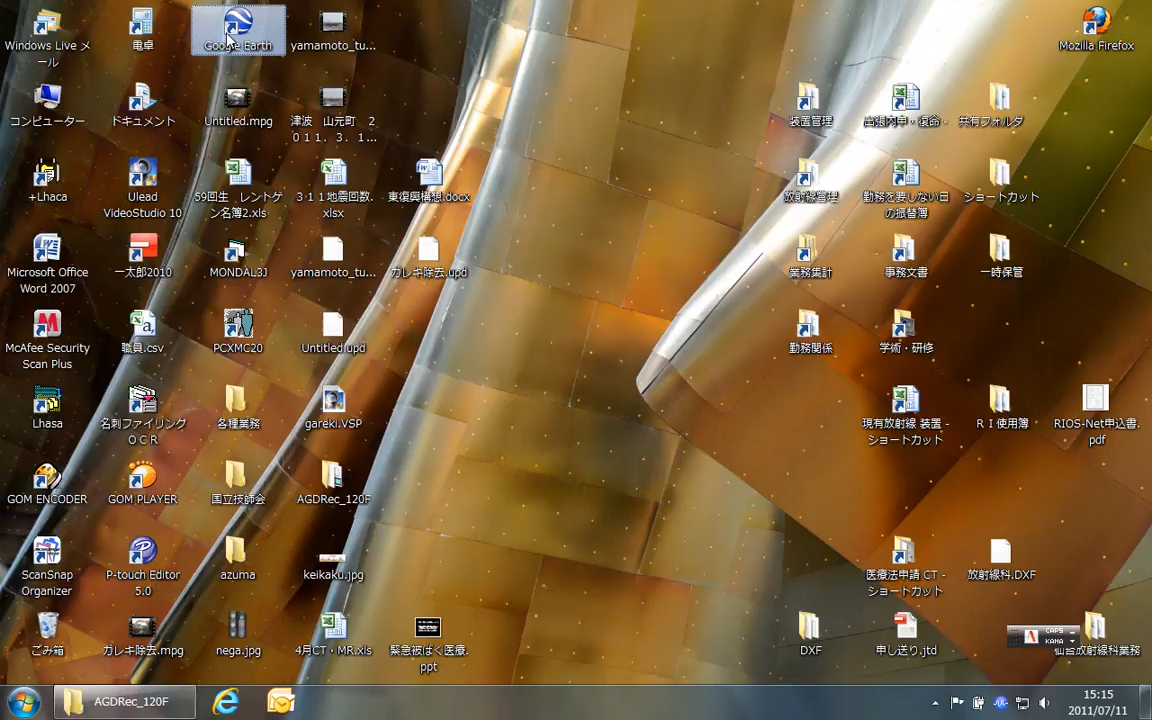 Windows Live メ
ール
電卓
Google Earth
yamamoto_tu...
Mozilla Firefox
コンピューター
ドキュメント
Untitled.mpg
津波 山元町 2
０１１．３．１...
装置管理
出張内申・復命 -
共有フォルダ
+Lhaca
Ulead
VideoStudio 10
59回生 レントゲ
ン名簿2.xls
3･1１地震回数.
xlsx
東復興構想.docx
放射線管理
勤務を要しない日
の振替簿
ショートカット
Microsoft Office
Word 2007
一太郎2010
MONDAL3J
yamamoto_tu...
ガレキ除去.upd
業務集計
事務文書
一時保管
McAfee Security
Scan Plus
職員.csv
PCXMC20
Untitled.upd
勤務関係
学術・研修
Lhasa
名刺ファイリング
ＯＣＲ
各種業務
gareki.VSP
現有放射線 装置 -
ショートカット
ＲＩ使用簿
RIOS-Net申込書.
pdf
GOM ENCODER
GOM PLAYER
国立技師会
AGDRec_120F
ScanSnap
Organizer
P-touch Editor
5.0
azuma
keikaku.jpg
医療法申請 CT -
ショートカット
放射線科.DXF
ごみ箱
ガレキ除去.mpg
nega.jpg
4月CT・MR.xls
緊急被ばく医療.
ppt
DXF
申し送り.jtd
A
CAPS
KANA
仙台放射線科業務
AGDRec_120F
15:15
2011/07/11